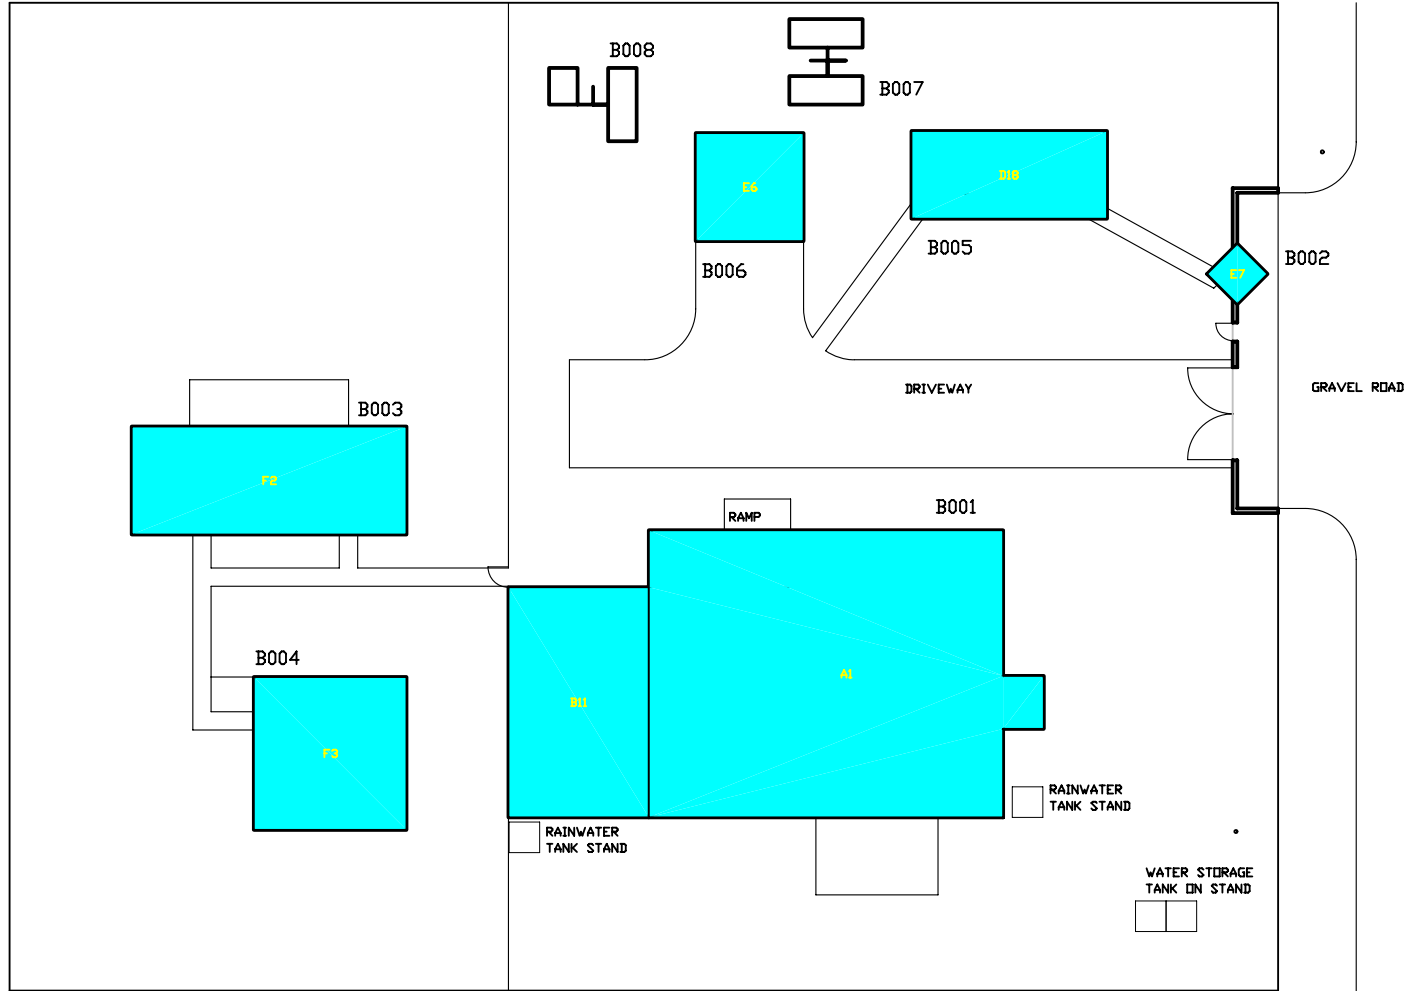 B008
B007
E6
D18
B005
B006
E7
B002
DRIVEWAY
GRAVEL ROAD
B003
F2
B001
RAMP
B004
A1
B11
F3
RAINWATER
TANK STAND
RAINWATER
TANK STAND
WATER STORAGE
TANK ON STAND